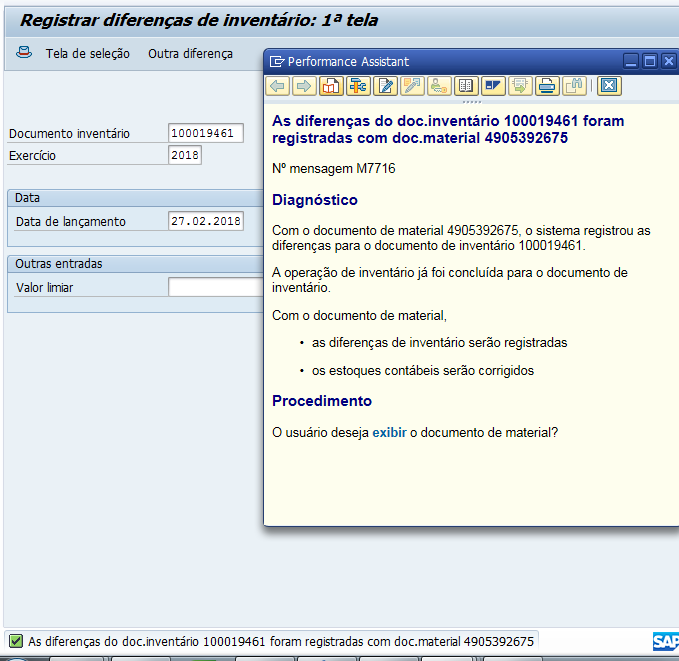 Registrar diferenças de inventário: 1ª tela
Tela de seleção Outra diferença
Documento inventário 100019461
Exercício 2018
Data
Data de lançamento 27.02.2018
Outras entradas
Valor limiar
Performance Assistant
As diferenças do doc.inventário 100019461 foram
registradas com doc.material 4905392675
Nº mensagem M7716
Diagnóstico
Com o documento de material 4905392675, o sistema registrou as
diferenças para o documento de inventário 100019461.
A operação de inventário já foi concluída para o documento de
inventário.
Com o documento de material,
• as diferenças de inventário serão registradas
• os estoques contábeis serão corrigidos
Procedimento
O usuário deseja exibir o documento de material?
As diferenças do doc.inventário 100019461 foram registradas com doc.material 4905392675
SAP